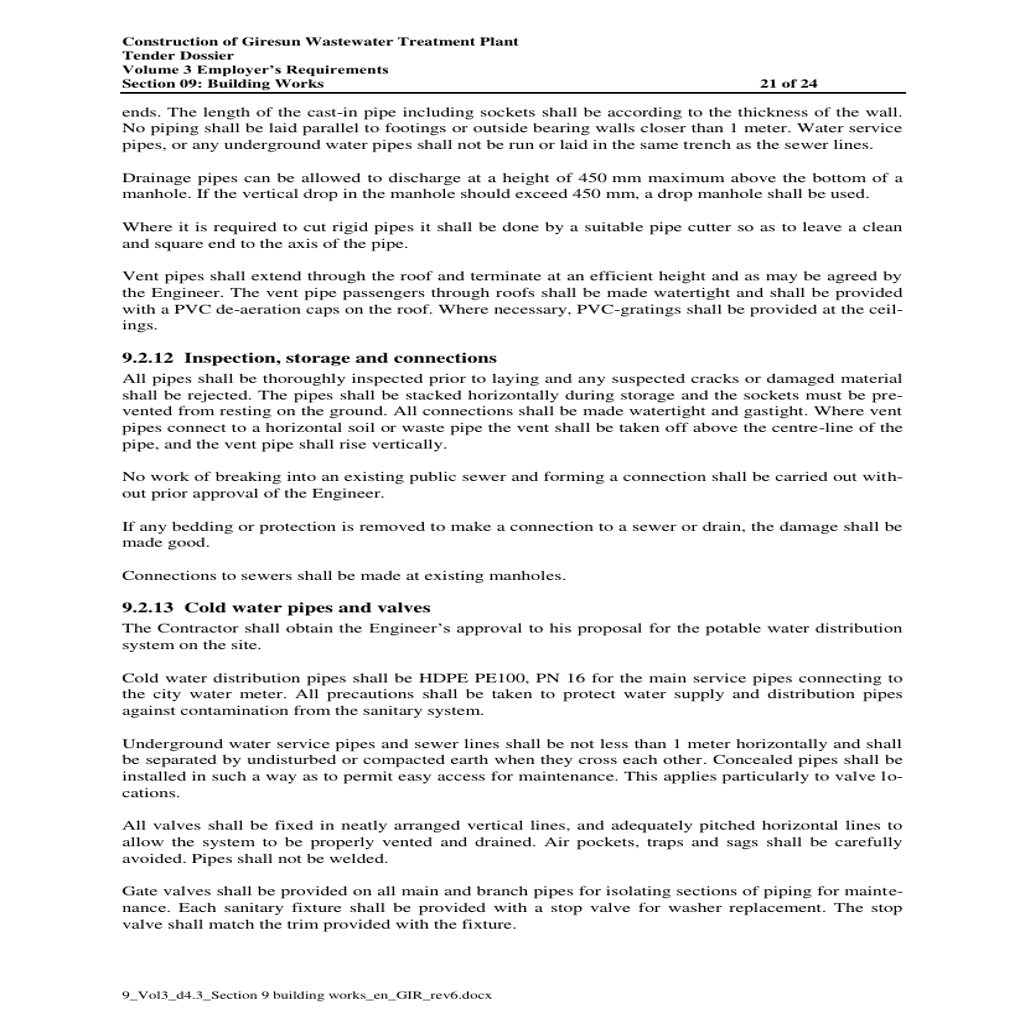 Construction of Giresun Wastewater Treatment Plant
Tender Dossier
Volume 3 Employer's Requirements
Section 09: Building Works 21 of 24
ends. The length of the cast-in pipe including sockets shall be according to the thickness of the wall.
No piping shall be laid parallel to footings or outside bearing walls closer than 1 meter. Water service
pipes, or any underground water pipes shall not be run or laid in the same trench as the sewer lines.
Drainage pipes can be allowed to discharge at a height of 450 mm maximum above the bottom of a
manhole. If the vertical drop in the manhole should exceed 450 mm, a drop manhole shall be used.
Where it is required to cut rigid pipes it shall be done by a suitable pipe cutter so as to leave a clean
and square end to the axis of the pipe.
Vent pipes shall extend through the roof and terminate at an efficient height and as may be agreed by
the Engineer. The vent pipe passengers through roofs shall be made watertight and shall be provided
with a PVC de-aeration caps on the roof. Where necessary, PVC-gratings shall be provided at the ceil-
ings.
9.2.12 Inspection, storage and connections
All pipes shall be thoroughly inspected prior to laying and any suspected cracks or damaged material
shall be rejected. The pipes shall be stacked horizontally during storage and the sockets must be pre-
vented from resting on the ground. All connections shall be made watertight and gastight. Where vent
pipes connect to a horizontal soil or waste pipe the vent shall be taken off above the centre-line of the
pipe, and the vent pipe shall rise vertically.
No work of breaking into an existing public sewer and forming a connection shall be carried out with-
out prior approval of the Engineer.
If any bedding or protection is removed to make a connection to a sewer or drain, the damage shall be
made good.
Connections to sewers shall be made at existing manholes.
9.2.13 Cold water pipes and valves
The Contractor shall obtain the Engineer's approval to his proposal for the potable water distribution
system on the site.
Cold water distribution pipes shall be HDPE PE100, PN 16 for the main service pipes connecting to
the city water meter. All precautions shall be taken to protect water supply and distribution pipes
against contamination from the sanitary system.
Underground water service pipes and sewer lines shall be not less than 1 meter horizontally and shall
be separated by undisturbed or compacted earth when they cross each other. Concealed pipes shall be
installed in such a way as to permit easy access for maintenance. This applies particularly to valve lo-
cations.
All valves shall be fixed in neatly arranged vertical lines, and adequately pitched horizontal lines to
allow the system to be properly vented and drained. Air pockets, traps and sags shall be carefully
avoided. Pipes shall not be welded.
Gate valves shall be provided on all main and branch pipes for isolating sections of piping for mainte-
nance. Each sanitary fixture shall be provided with a stop valve for washer replacement. The stop
valve shall match the trim provided with the fixture.
9_Vol3_d4.3_Section 9 building works_en_GIR_rev6.docx